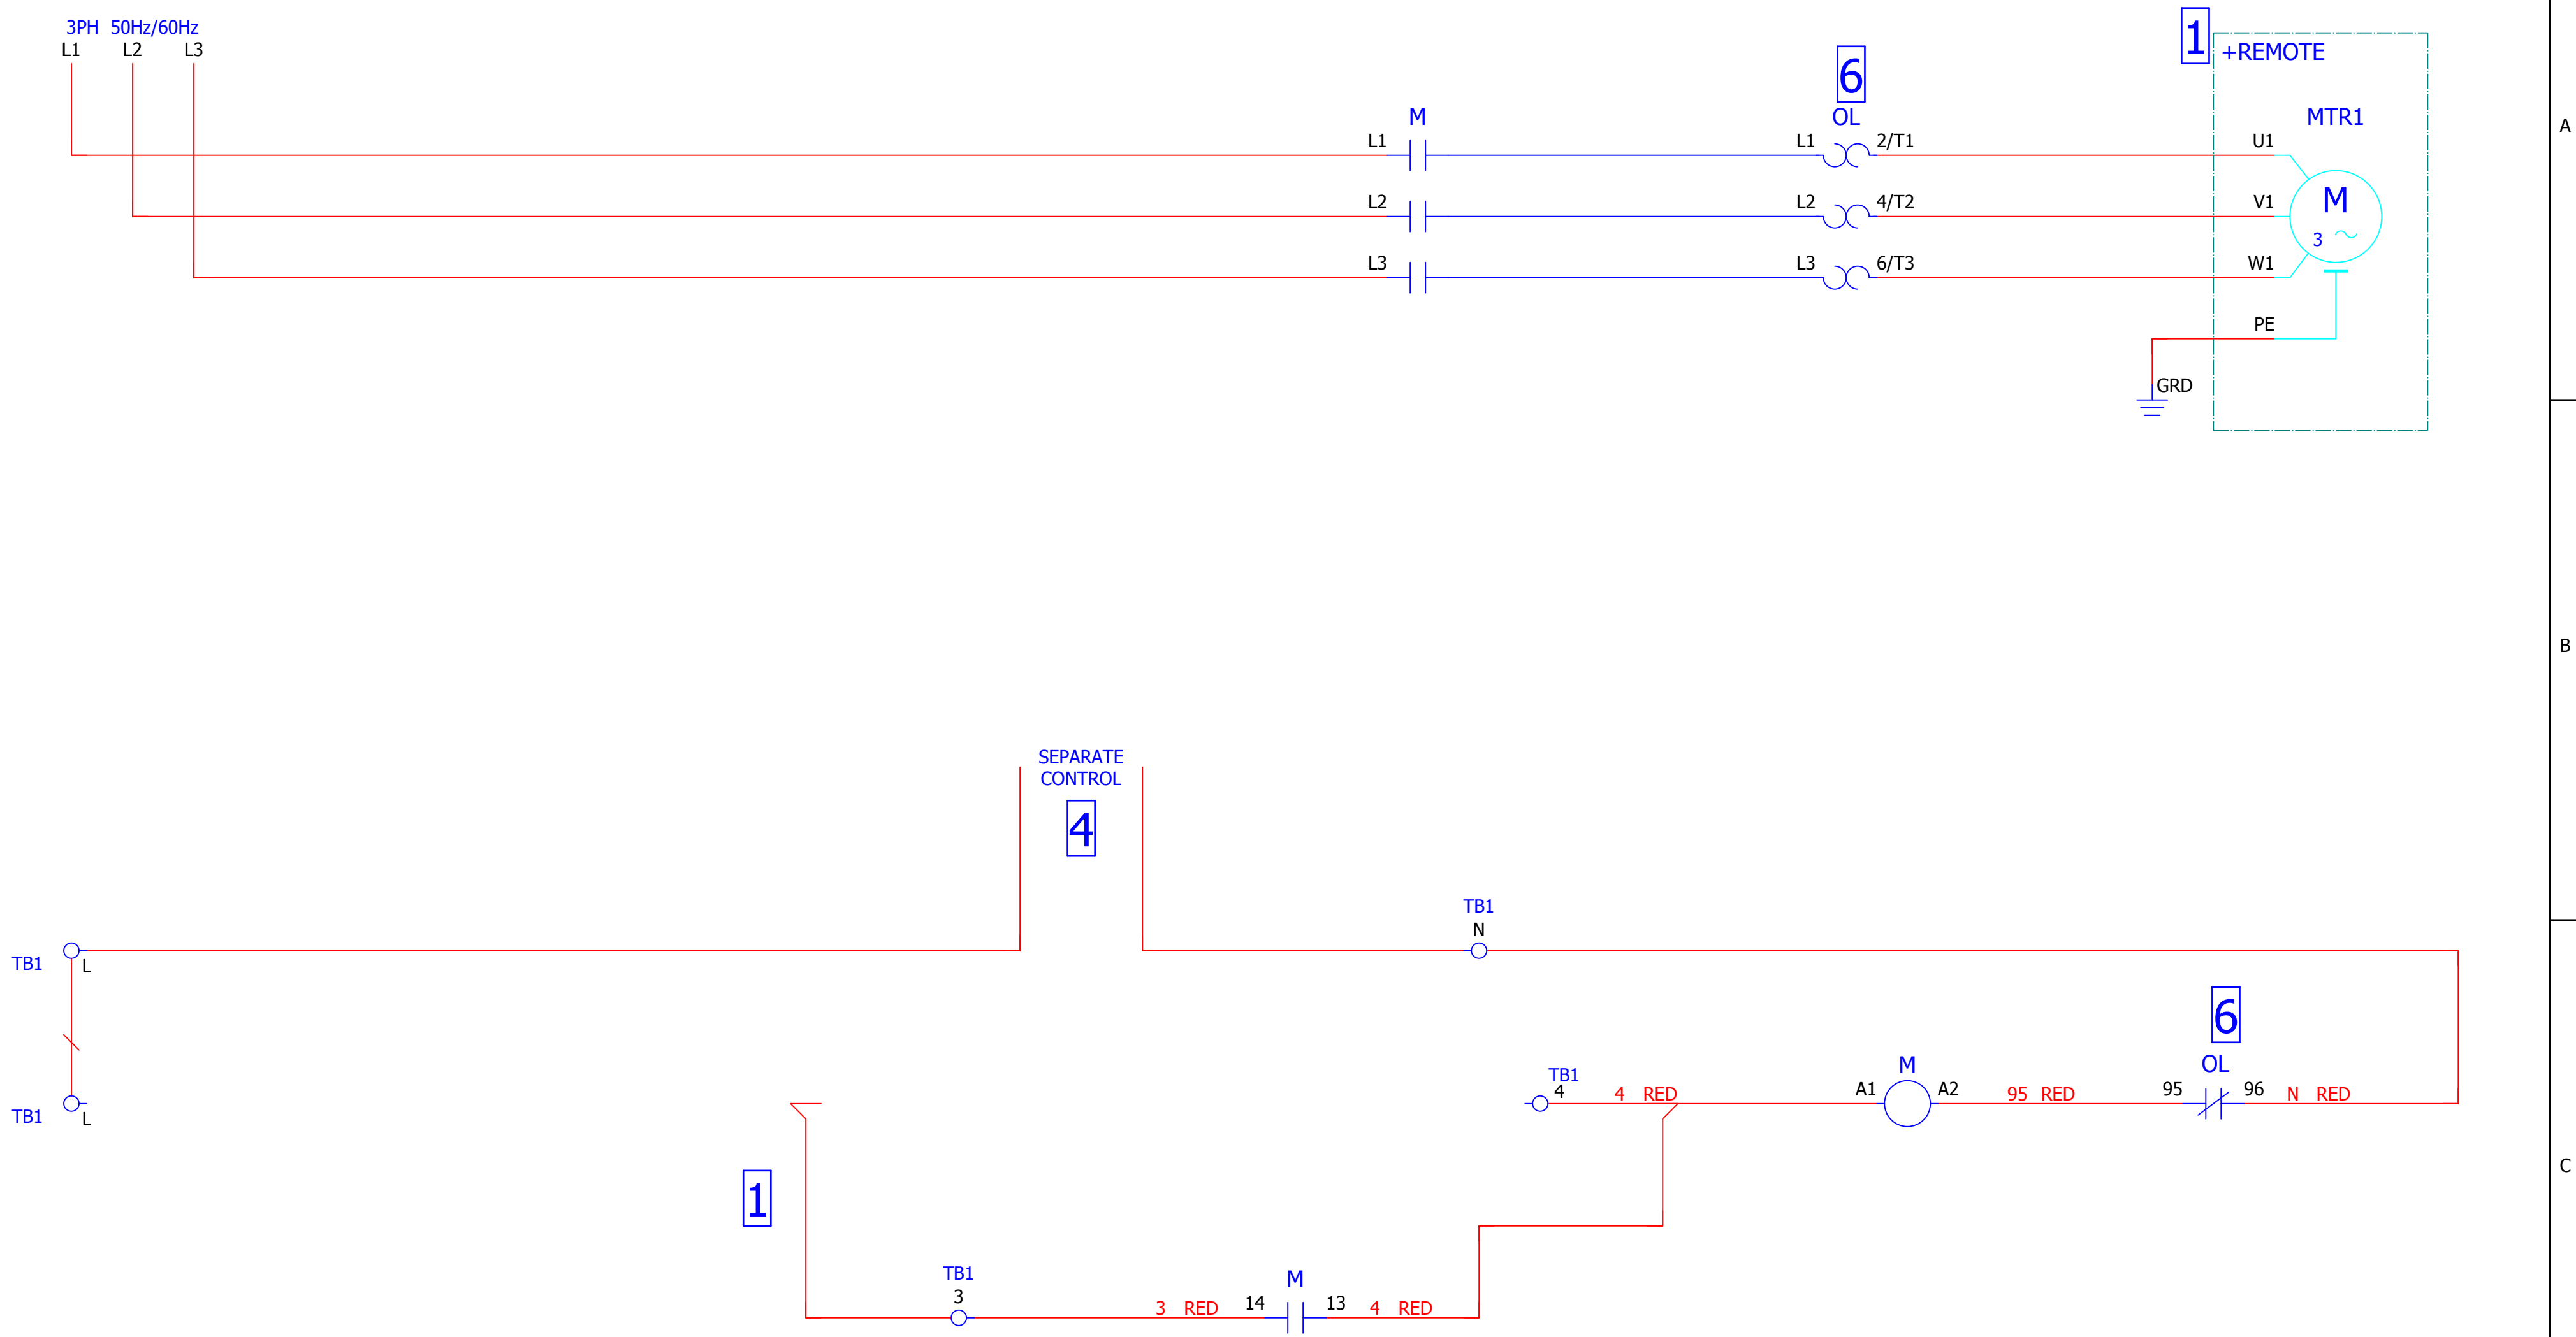 3PH 50Hz/60Hz
L1 L2 L3
1
+REMOTE
6
M
OL
MTR1
A
L1
L1
2/T1
U1
L2
L2
4/T2
V1
M
3
L3
L3
6/T3
W1
PE
GRD
B
SEPARATE
CONTROL
4
TB1
N
TB1
L
6
OL
TB1
L
TB1
4
4 RED
A1
M
A2
95 RED
95
96
N RED
C
1
TB1
3
3 RED
14
M
13
4 RED